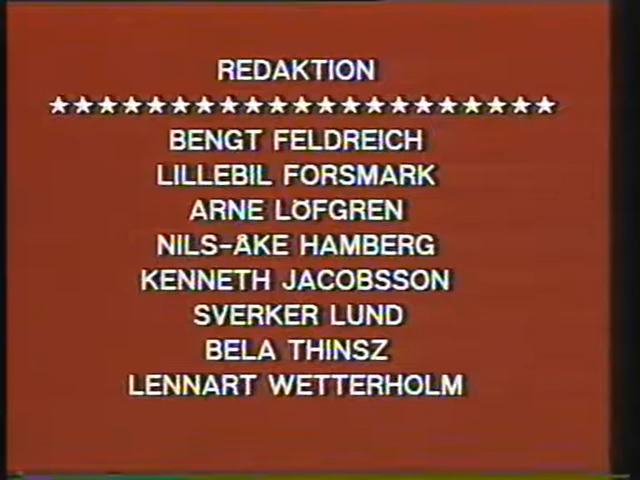 REDAKTION
★★★★★★★★★★★★★★★★★★★★★
BENGT FELDREICH
LILLEBIL FORSMARK
ARNE LÖFGREN
NILS-ÅKE HAMBERG
KENNETH JACOBSSON
SVERKER LUND
BELA THINSZ
LENNART WETTERHOLM